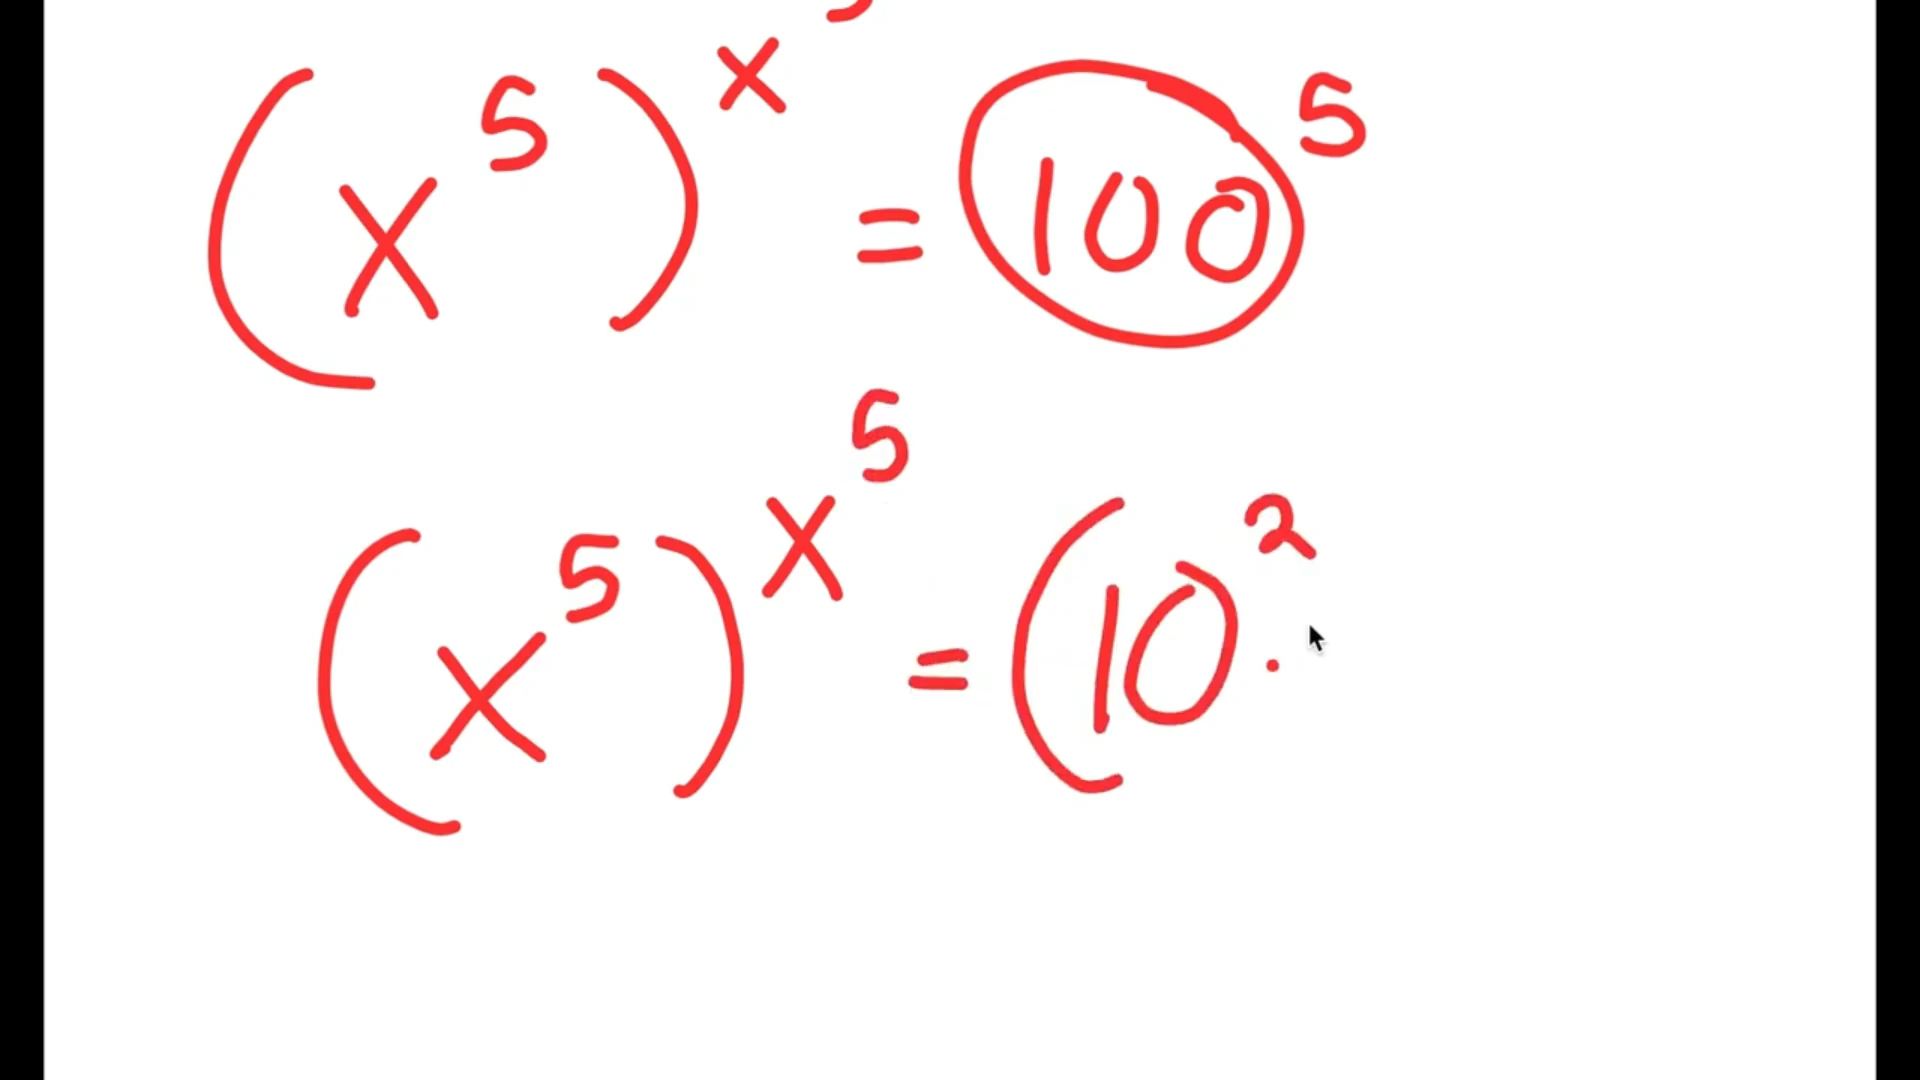 (x^5)^x^5 = 100^5
(x^5)^x^5 = (10^2.